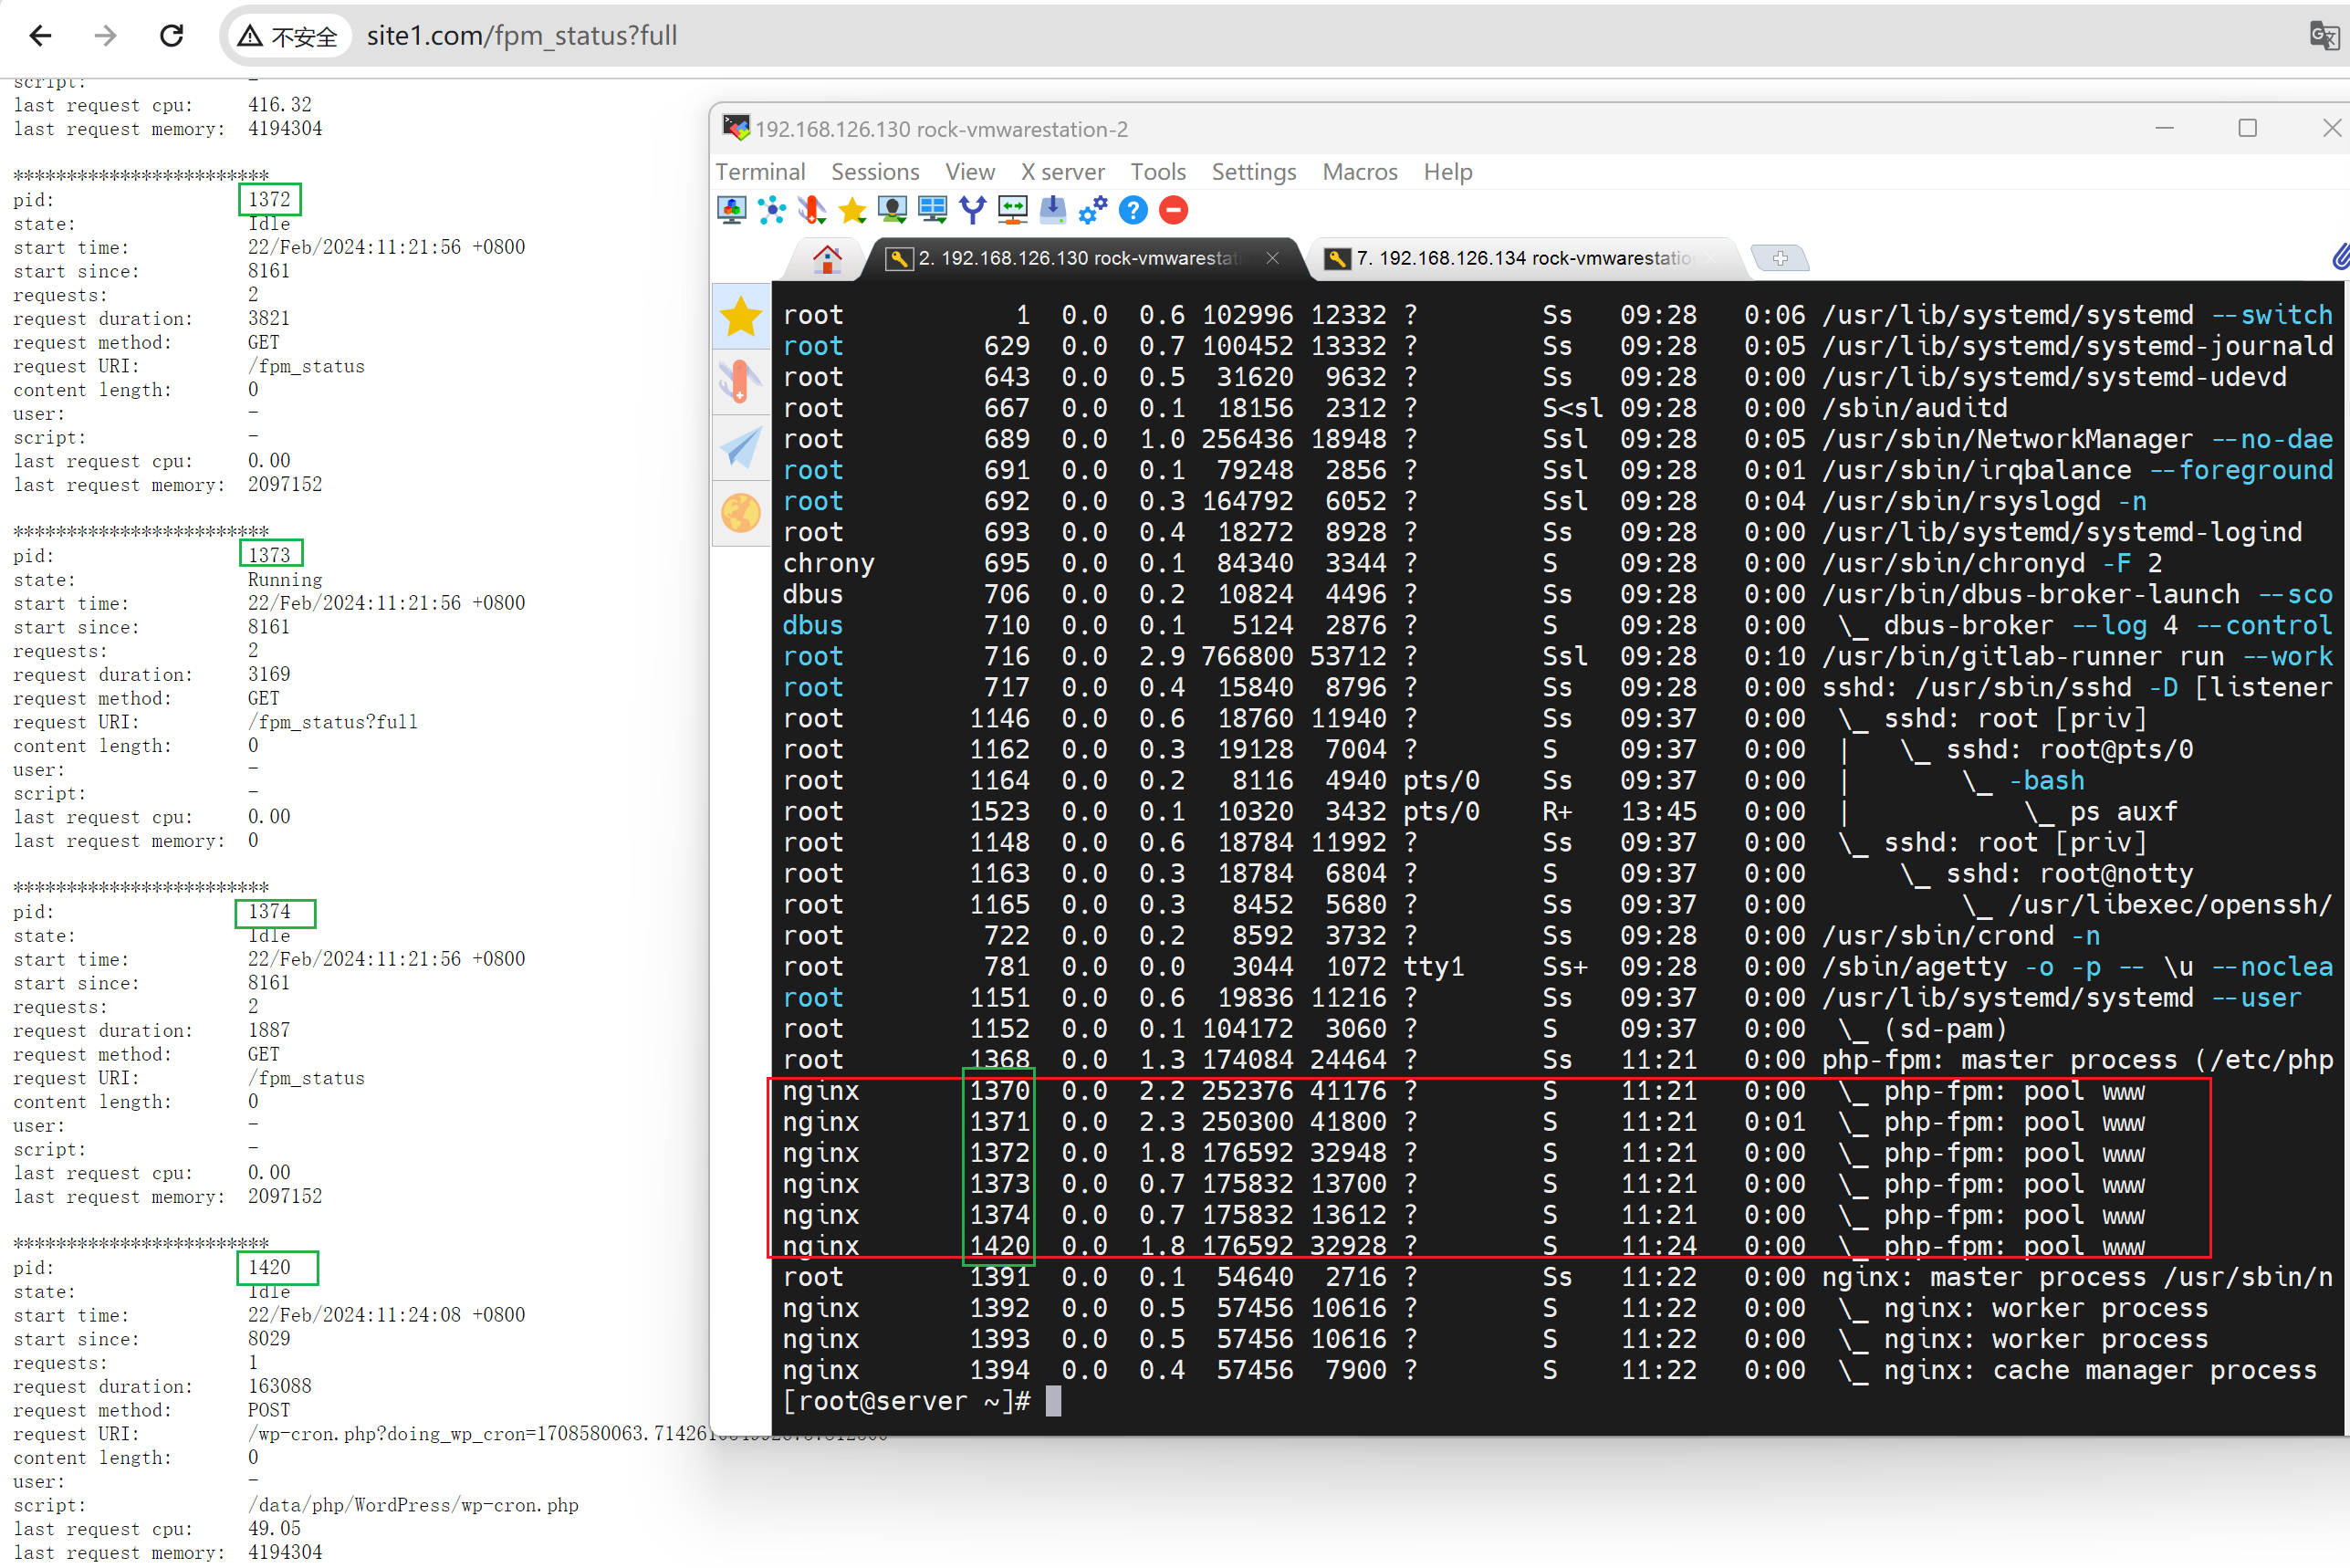 不安全 site1.com/fpm_status?full
script: -
last request cpu: 416.32
last request memory: 4194304
************************
pid: 1372
state: Idle
start time: 22/Feb/2024:11:21:56 +0800
start since: 8161
requests: 2
request duration: 3821
request method: GET
request URI: /fpm_status
content length: 0
user: -
script: -
last request cpu: 0.00
last request memory: 2097152
************************
pid: 1373
state: Running
start time: 22/Feb/2024:11:21:56 +0800
start since: 8161
requests: 2
request duration: 3169
request method: GET
request URI: /fpm_status?full
content length: 0
user: -
script: -
last request cpu: 0.00
last request memory: 0
************************
pid: 1374
state: Idle
start time: 22/Feb/2024:11:21:56 +0800
start since: 8161
requests: 2
request duration: 1887
request method: GET
request URI: /fpm_status
content length: 0
user: -
script: -
last request cpu: 0.00
last request memory: 2097152
************************
pid: 1420
state: Idle
start time: 22/Feb/2024:11:24:08 +0800
start since: 8029
requests: 1
request duration: 163088
request method: POST
request URI:
content length: 0
user: -
script: /data/php/WordPress/wp-cron.php
last request cpu: 49.05
last request memory: 4194304
192.168.126.130 rock-vmwarestation-2
Terminal Sessions View X server Tools Settings Macros Help
2. 192.168.126.130 rock-vmwarestati 7. 192.168.126.134 rock-vmwarestatio
root 1 0.0 0.6 102996 12332 ? Ss 09:28 0:06 /usr/lib/systemd/systemd --switch
root 629 0.0 0.7 100452 13332 ? Ss 09:28 0:05 /usr/lib/systemd/systemd-journald
root 643 0.0 0.5 31620 9632 ? Ss 09:28 0:00 /usr/lib/systemd/systemd-udevd
root 667 0.0 0.1 18156 2312 ? S<sl 09:28 0:00 /sbin/auditd
root 689 0.0 1.0 256436 18948 ? Ssl 09:28 0:05 /usr/sbin/NetworkManager --no-dae
root 691 0.0 0.1 79248 2856 ? Ssl 09:28 0:01 /usr/sbin/irqbalance --foreground
root 692 0.0 0.3 164792 6052 ? Ssl 09:28 0:04 /usr/sbin/rsyslogd -n
root 693 0.0 0.4 18272 8928 ? Ss 09:28 0:00 /usr/lib/systemd/systemd-logind
chrony 695 0.0 0.1 84340 3344 ? S 09:28 0:00 /usr/sbin/chronyd -F 2
dbus 706 0.0 0.2 10824 4496 ? Ss 09:28 0:00 /usr/bin/dbus-broker-launch --sco
dbus 710 0.0 0.1 5124 2876 ? S 09:28 0:00 \_ dbus-broker --log 4 --control
root 716 0.0 2.9 766800 53712 ? Ssl 09:28 0:10 /usr/bin/gitlab-runner run --work
root 717 0.0 0.4 15840 8796 ? Ss 09:28 0:00 sshd: /usr/sbin/sshd -D [listener
root 1146 0.0 0.6 18760 11940 ? Ss 09:37 0:00 \_ sshd: root [priv]
root 1162 0.0 0.3 19128 7004 ? S 09:37 0:00 | \_ sshd: root@pts/0
root 1164 0.0 0.2 8116 4940 pts/0 Ss 09:37 0:00 | \_ -bash
root 1523 0.0 0.1 10320 3432 pts/0 R+ 13:45 0:00 | \_ ps auxf
root 1148 0.0 0.6 18784 11992 ? Ss 09:37 0:00 \_ sshd: root [priv]
root 1163 0.0 0.3 18784 6804 ? S 09:37 0:00 \_ sshd: root@notty
root 1165 0.0 0.3 8452 5680 ? Ss 09:37 0:00 \_ /usr/libexec/openssh/
root 722 0.0 0.2 8592 3732 ? Ss 09:28 0:00 /usr/sbin/crond -n
root 781 0.0 0.0 3044 1072 tty1 Ss+ 09:28 0:00 /sbin/agetty -o -p -- \u --noclea
root 1151 0.0 0.6 19836 11216 ? Ss 09:37 0:00 /usr/lib/systemd/systemd --user
root 1152 0.0 0.1 104172 3060 ? S 09:37 0:00 \_ (sd-pam)
root 1368 0.0 1.3 174084 24464 ? Ss 11:21 0:00 php-fpm: master process (/etc/php
nginx 1370 0.0 2.2 252376 41176 ? S 11:21 0:00 \_ php-fpm: pool www
nginx 1371 0.0 2.3 250300 41800 ? S 11:21 0:01 \_ php-fpm: pool www
nginx 1372 0.0 1.8 176592 32948 ? S 11:21 0:00 \_ php-fpm: pool www
nginx 1373 0.0 0.7 175832 13700 ? S 11:21 0:00 \_ php-fpm: pool www
nginx 1374 0.0 0.7 175832 13612 ? S 11:21 0:00 \_ php-fpm: pool www
nginx 1420 0.0 1.8 176592 32928 ? S 11:24 0:00 \_ php-fpm: pool www
root 1391 0.0 0.1 54640 2716 ? Ss 11:22 0:00 nginx: master process /usr/sbin/n
nginx 1392 0.0 0.5 57456 10616 ? S 11:22 0:00 \_ nginx: worker process
nginx 1393 0.0 0.5 57456 10616 ? S 11:22 0:00 \_ nginx: worker process
nginx 1394 0.0 0.4 57456 7900 ? S 11:22 0:00 \_ nginx: cache manager process
[root@server ~]#